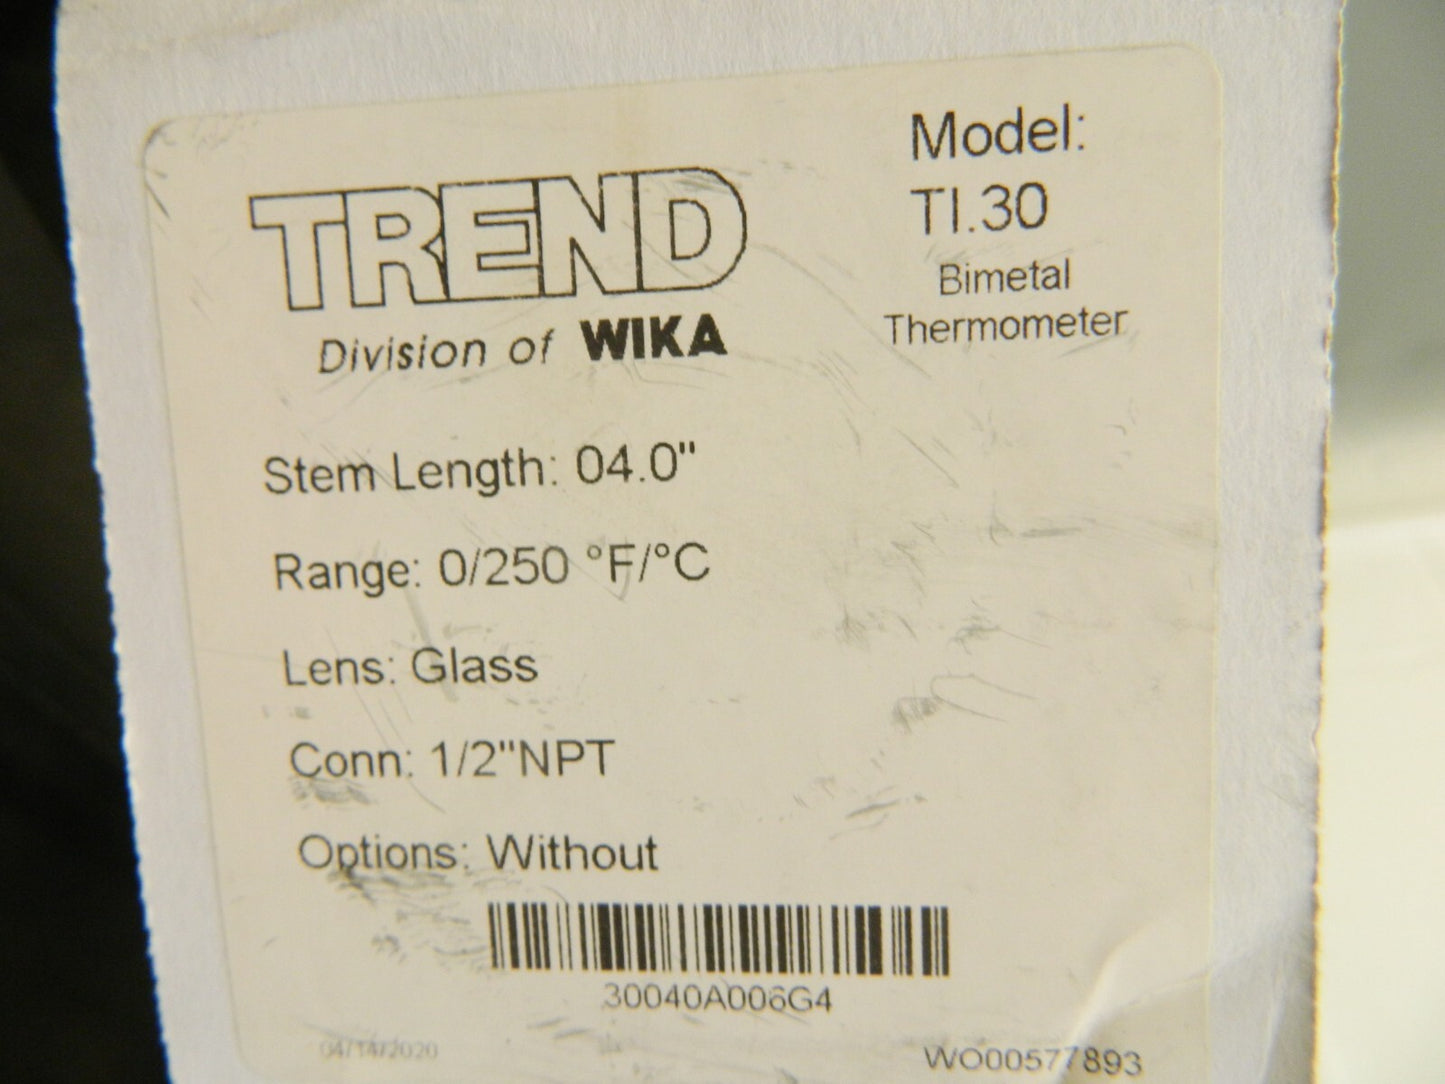 TREND
Division of WIKA
Model:
TI.30
Bimetal
Thermometer
Stem Length: 04.0"
Range: 0/250 °F/°C
Lens: Glass
Conn: 1/2"NPT
Options: Without
30040A006G4
04/14/2020
WO00577893